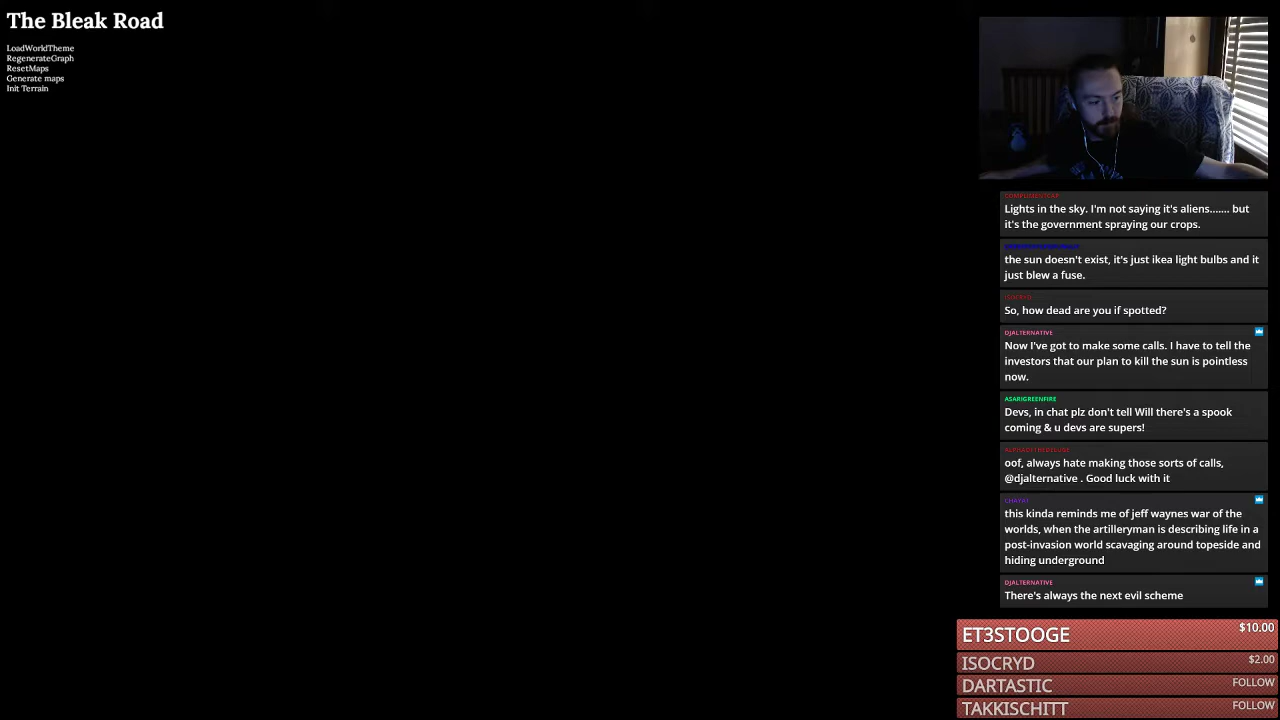 The Bleak Road
LoadWorldTheme
RegenerateGraph
ResetMaps
Generate maps
Init Terrain
Lights in the sky. I'm not saying it's aliens....... but
it's the government spraying our crops.
the sun doesn't exist, it's just ikea light bulbs and it
just blew a fuse.
ISOCRYD
So, how dead are you if spotted?
DJALTERNATIVE
Now I've got to make some calls. I have to tell the
investors that our plan to kill the sun is pointless
now.
ASARIGREENFIRE
Devs, in chat plz don't tell Will there's a spook
coming & u devs are supers!
oof, always hate making those sorts of calls,
@djalternative . Good luck with it
this kinda reminds me of jeff waynes war of the
worlds, when the artilleryman is describing life in a
post-invasion world scavaging around topeside and
hiding underground
DJALTERNATIVE
There's always the next evil scheme
ET3STOOGE $10.00
ISOCRYD $2.00
DARTASTIC FOLLOW
TAKKISCHITT FOLLOW